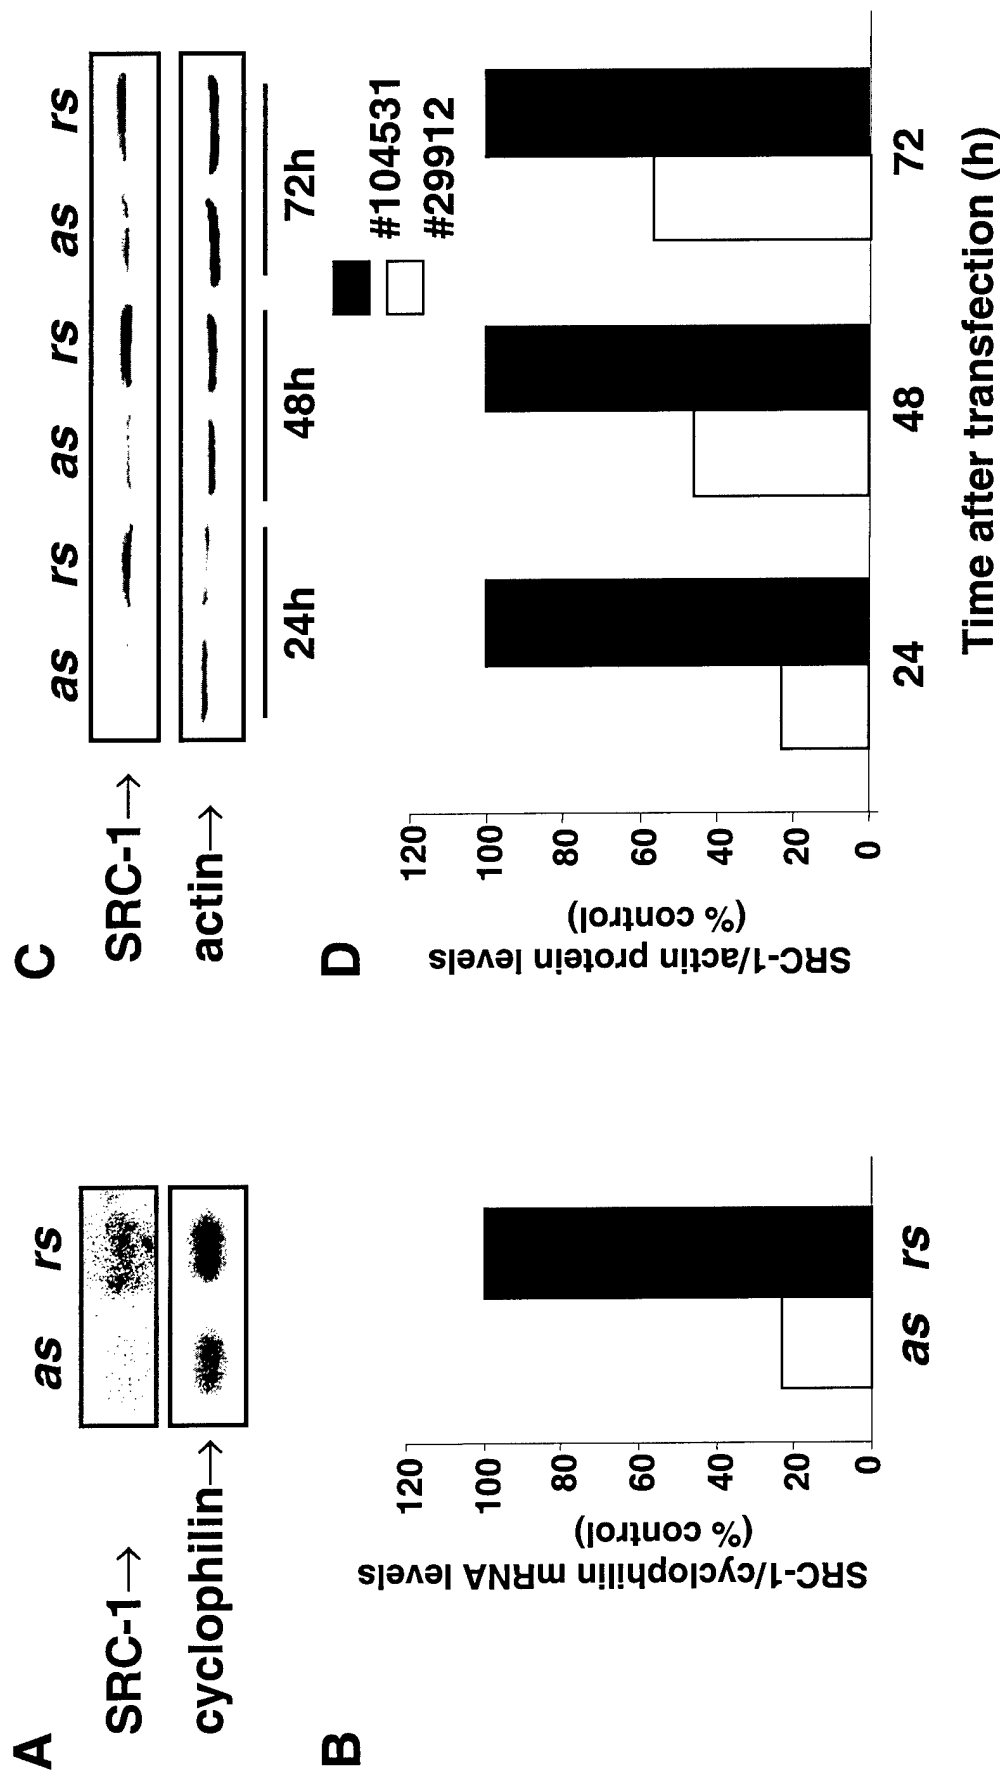 A
as rs
SRC-1→
cyclophilin→
B
SRC-1/cyclophilin mRNA levels
(% control)
120
100
80
60
40
20
0
as rs
C
as rs as rs as rs
SRC-1→
actin→
24h 48h 72h
D
#104531
#29912
SRC-1/actin protein levels
(% control)
120
100
80
60
40
20
0
24 48 72
Time after transfection (h)